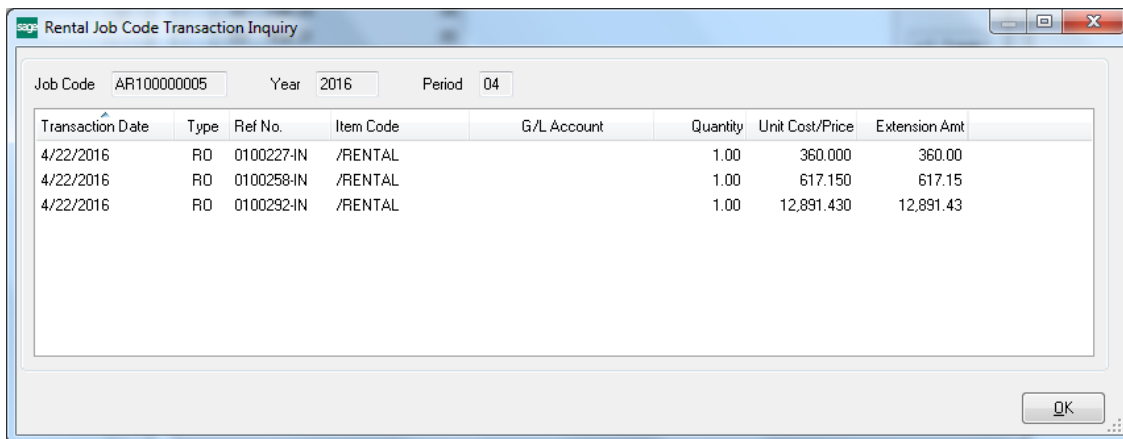 sage Rental Job Code Transaction Inquiry
Job Code AR100000005 Year 2016 Period 04
Transaction Date Type Ref No. Item Code G/L Account Quantity Unit Cost/Price Extension Amt
4/22/2016 RO 0100227-IN /RENTAL 1.00 360.000 360.00
4/22/2016 RO 0100258-IN /RENTAL 1.00 617.150 617.15
4/22/2016 RO 0100292-IN /RENTAL 1.00 12,891.430 12,891.43
OK